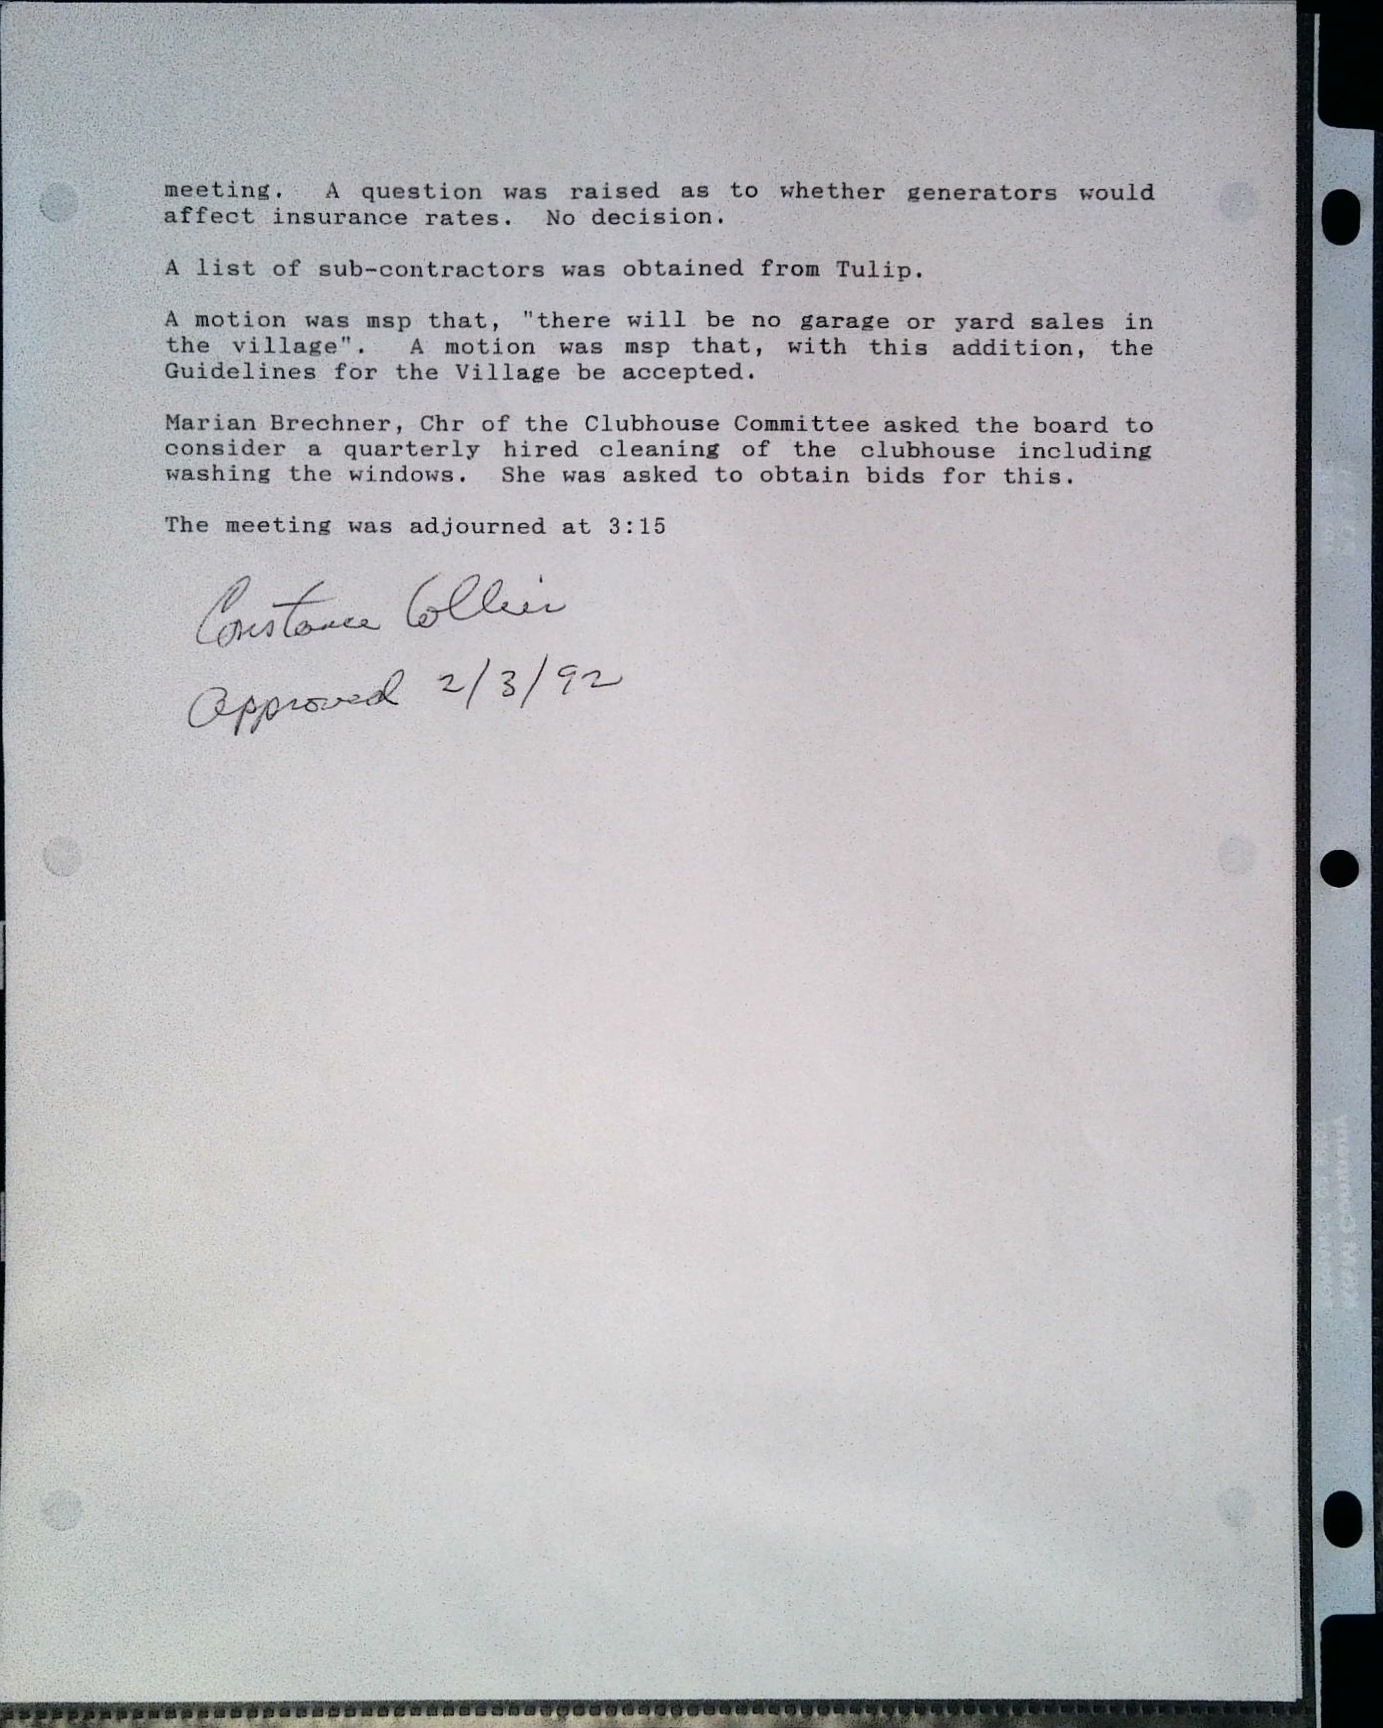 meeting. A question was raised as to whether generators would
affect insurance rates. No decision.
A list of sub-contractors was obtained from Tulip.
A motion was msp that, "there will be no garage or yard sales in
the village". A motion was msp that, with this addition, the
Guidelines for the Village be accepted.
Marian Brechner, Chr of the Clubhouse Committee asked the board to
consider a quarterly hired cleaning of the clubhouse including
washing the windows. She was asked to obtain bids for this.
The meeting was adjourned at 3:15
Constance Collier
Approved 2/3/92